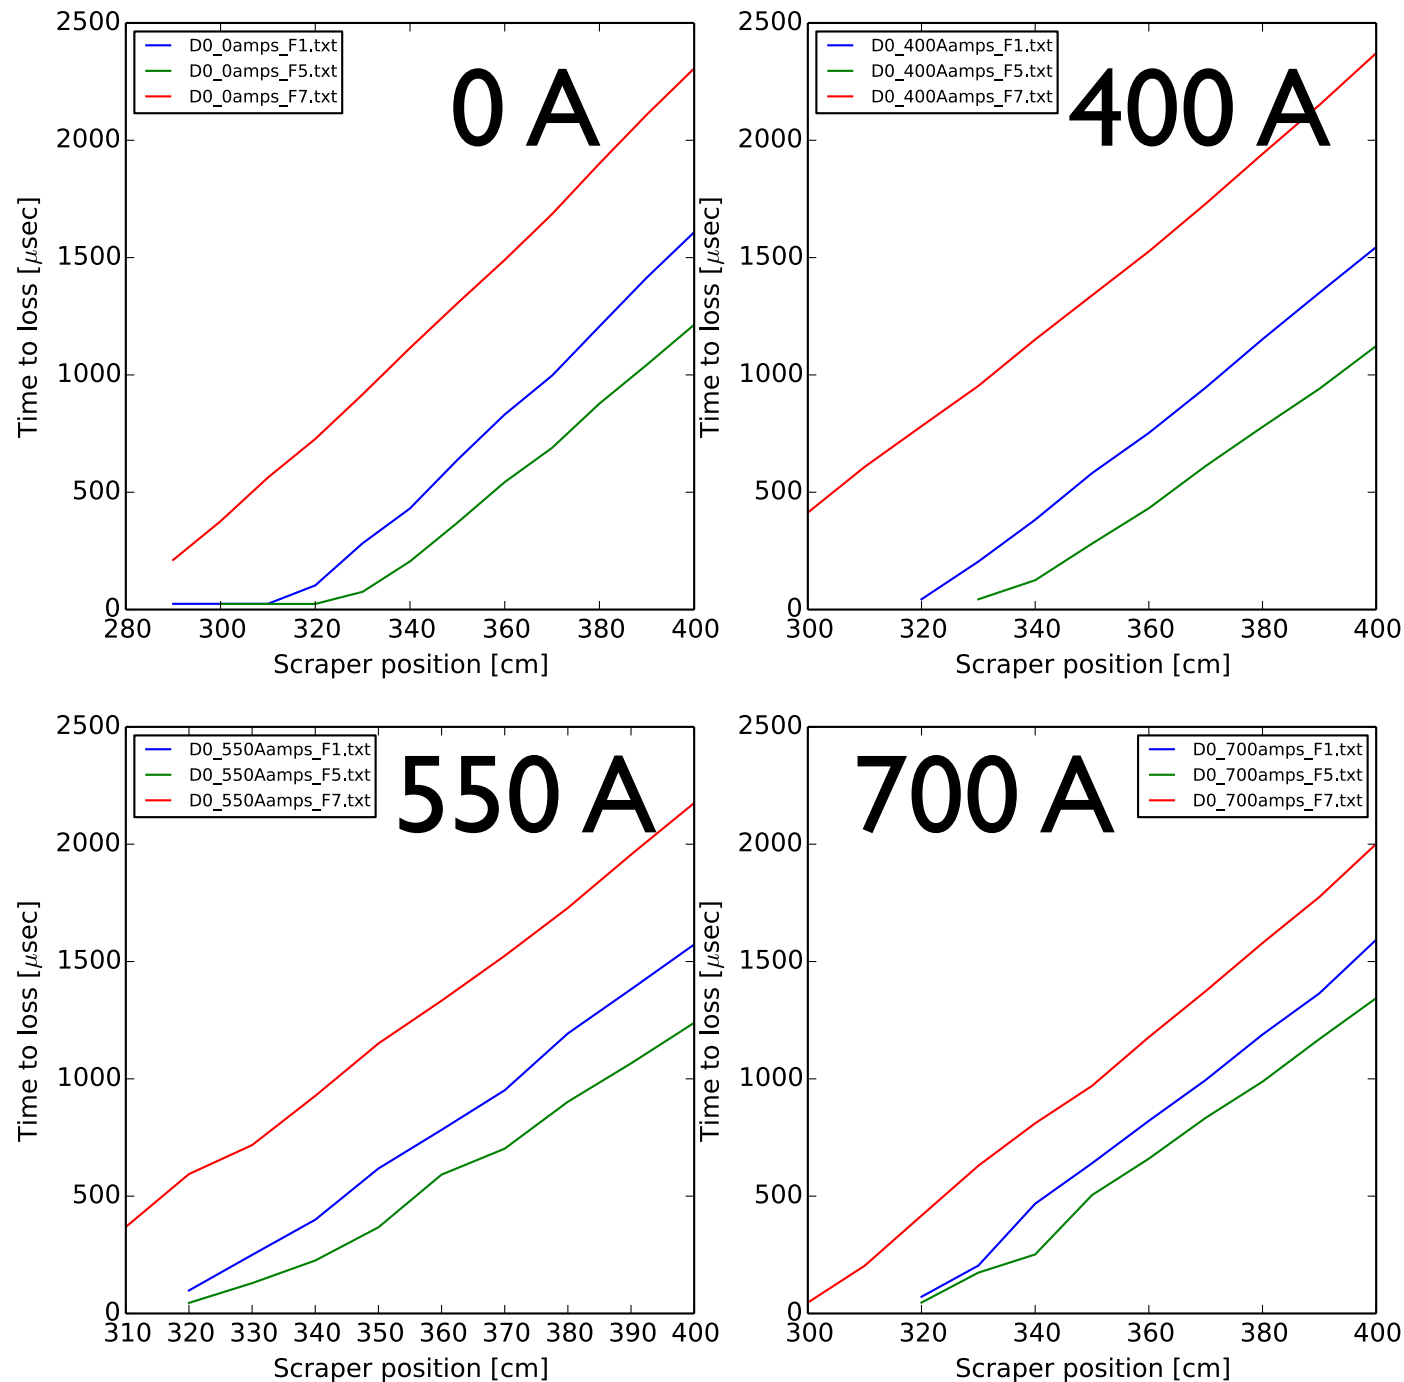 D0_0amps_F1.txt
D0_0amps_F5.txt
D0_0amps_F7.txt
0 A
2500
2000
1500
1000
500
0
280 300 320 340 360 380 400
Time to loss [μsec]
Scraper position [cm]
D0_400Aamps_F1.txt
D0_400Aamps_F5.txt
D0_400Aamps_F7.txt
400 A
2500
2000
1500
1000
500
0
300 320 340 360 380 400
Time to loss [μsec]
Scraper position [cm]
D0_550Aamps_F1.txt
D0_550Aamps_F5.txt
D0_550Aamps_F7.txt
550 A
2500
2000
1500
1000
500
0
310 320 330 340 350 360 370 380 390 400
Time to loss [μsec]
Scraper position [cm]
700 A
D0_700amps_F1.txt
D0_700amps_F5.txt
D0_700amps_F7.txt
2500
2000
1500
1000
500
0
300 320 340 360 380 400
Time to loss [μsec]
Scraper position [cm]